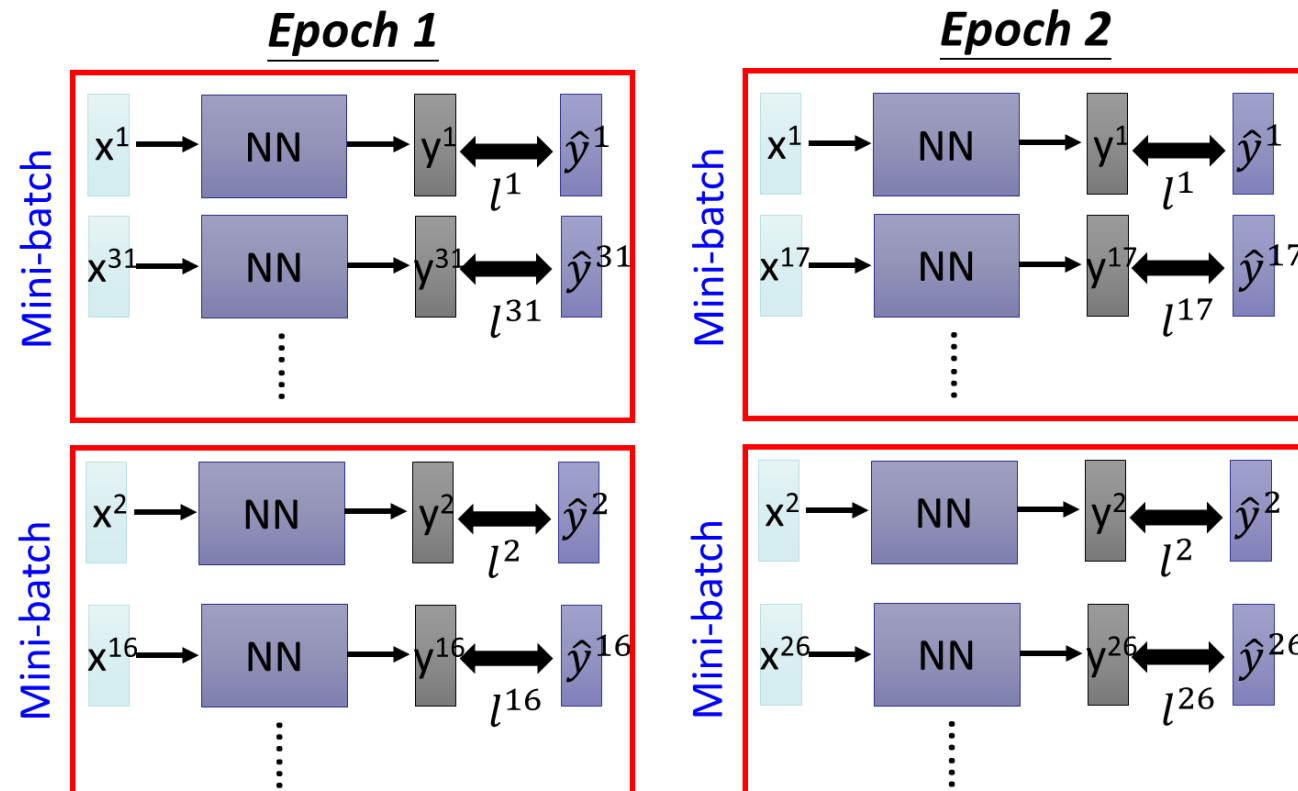 Epoch 1
Mini-batch
x¹ NN y¹ ŷ¹
l¹
x³¹ NN y³¹ ŷ³¹
l³¹
Mini-batch
x² NN y² ŷ²
l²
x¹⁶ NN y¹⁶ ŷ¹⁶
l¹⁶
Epoch 2
Mini-batch
x¹ NN y¹ ŷ¹
l¹
x¹⁷ NN y¹⁷ ŷ¹⁷
l¹⁷
Mini-batch
x² NN y² ŷ²
l²
x²⁶ NN y²⁶ ŷ²⁶
l²⁶